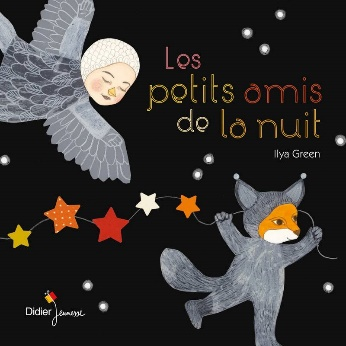 Les
petits amis
de la nuit
Ilya Green
Didier Jeunesse